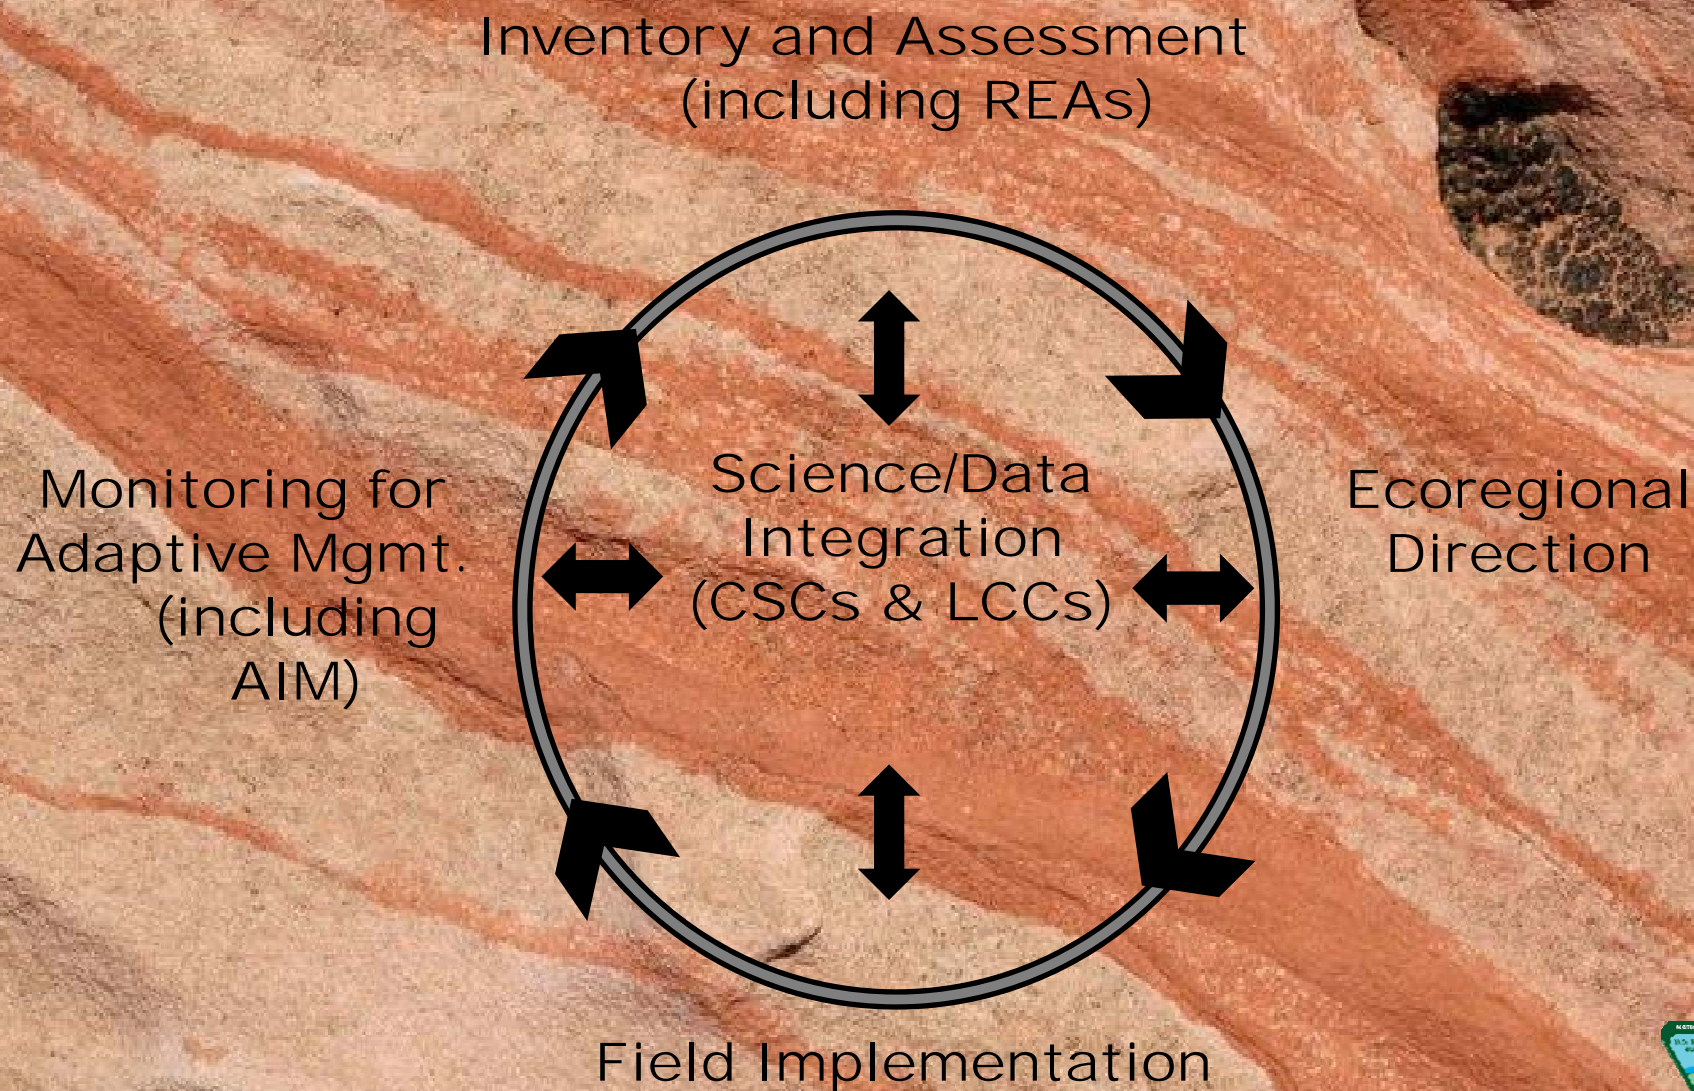 Inventory and Assessment
(including REAs)
Science/Data
Integration
(CSCs & LCCs)
Monitoring for
Adaptive Mgmt.
(including
AIM)
Ecoregional
Direction
Field Implementation